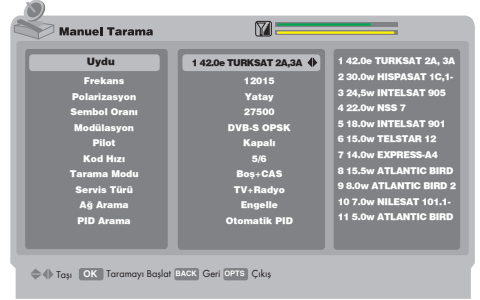 Manuel Tarama
Uydu
Frekans
Polarizasyon
Sembol Oranı
Modülasyon
Pilot
Kod Hızı
Tarama Modu
Servis Türü
Ağ Arama
PID Arama
1 42.0e TURKSAT 2A,3A
12015
Yatay
27500
DVB-S OPSK
Kapalı
5/6
Boş+CAS
TV+Radyo
Engelle
Otomatik PID
1 42.0e TURKSAT 2A, 3A
2 30.0w HISPASAT 1C,1-
3 24,5w INTELSAT 905
4 22.0w NSS 7
5 18.0w INTELSAT 901
6 15.0w TELSTAR 12
7 14.0w EXPRESS-A4
8 15.5w ATLANTIC BIRD
9 8.0w ATLANTIC BIRD 2
10 7.0w NILESAT 101.1-
11 5.0w ATLANTIC BIRD
Taşı OK Taramayı Başlat BACK Geri OPTS Çıkış